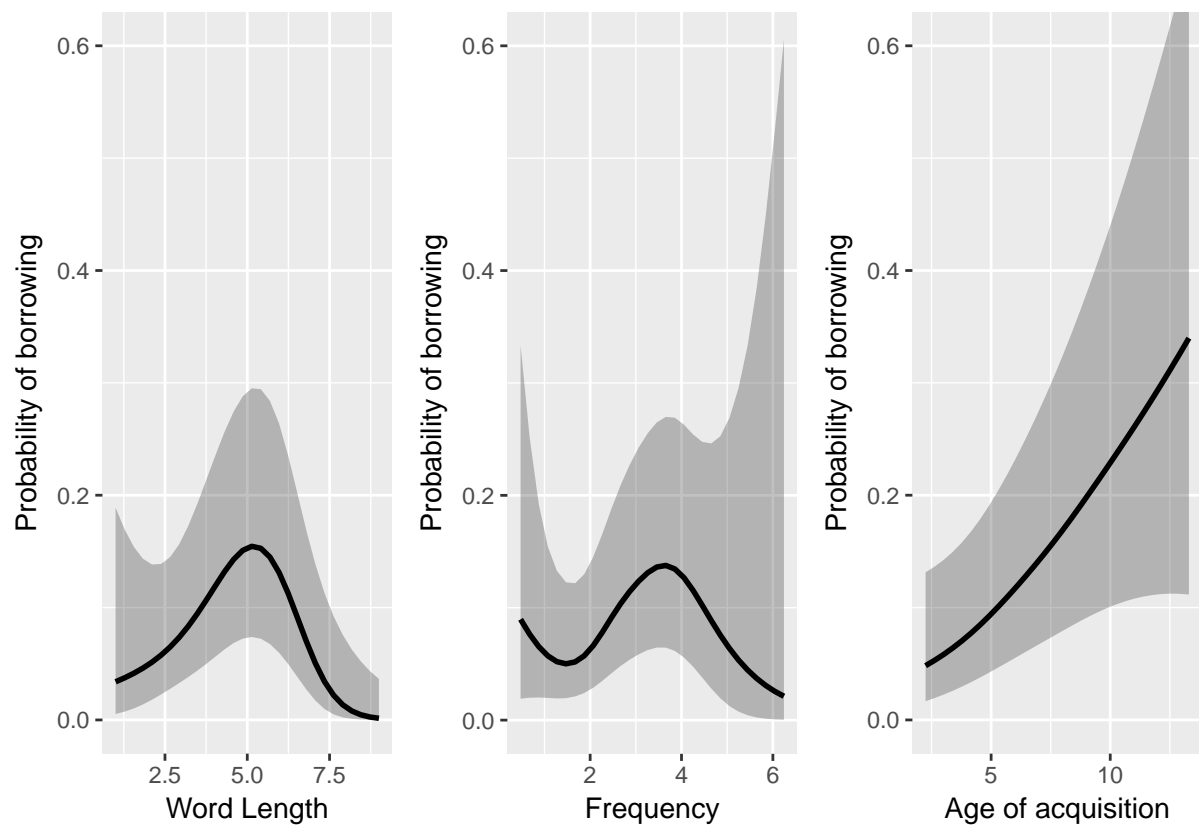 Probability of borrowing
0.6
0.4
0.2
0.0
2.5 5.0 7.5
Word Length
Probability of borrowing
0.6
0.4
0.2
0.0
2 4 6
Frequency
Probability of borrowing
0.6
0.4
0.2
0.0
5 10
Age of acquisition